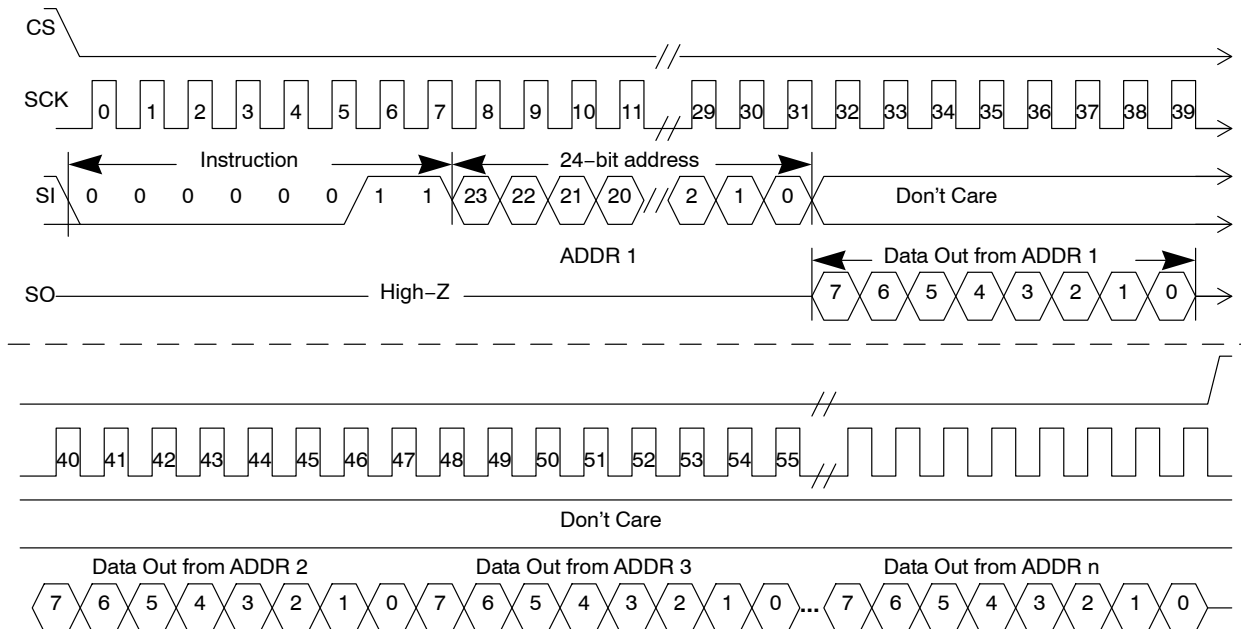 CS
SCK 0 1 2 3 4 5 6 7 8 9 10 11 29 30 31 32 33 34 35 36 37 38 39
Instruction 24−bit address
SI 0 0 0 0 0 0 1 1 23 22 21 20 2 1 0 Don't Care
ADDR 1 Data Out from ADDR 1
SO High−Z 7 6 5 4 3 2 1 0
40 41 42 43 44 45 46 47 48 49 50 51 52 53 54 55
Don't Care
Data Out from ADDR 2 Data Out from ADDR 3 Data Out from ADDR n
7 6 5 4 3 2 1 0 7 6 5 4 3 2 1 0 ... 7 6 5 4 3 2 1 0